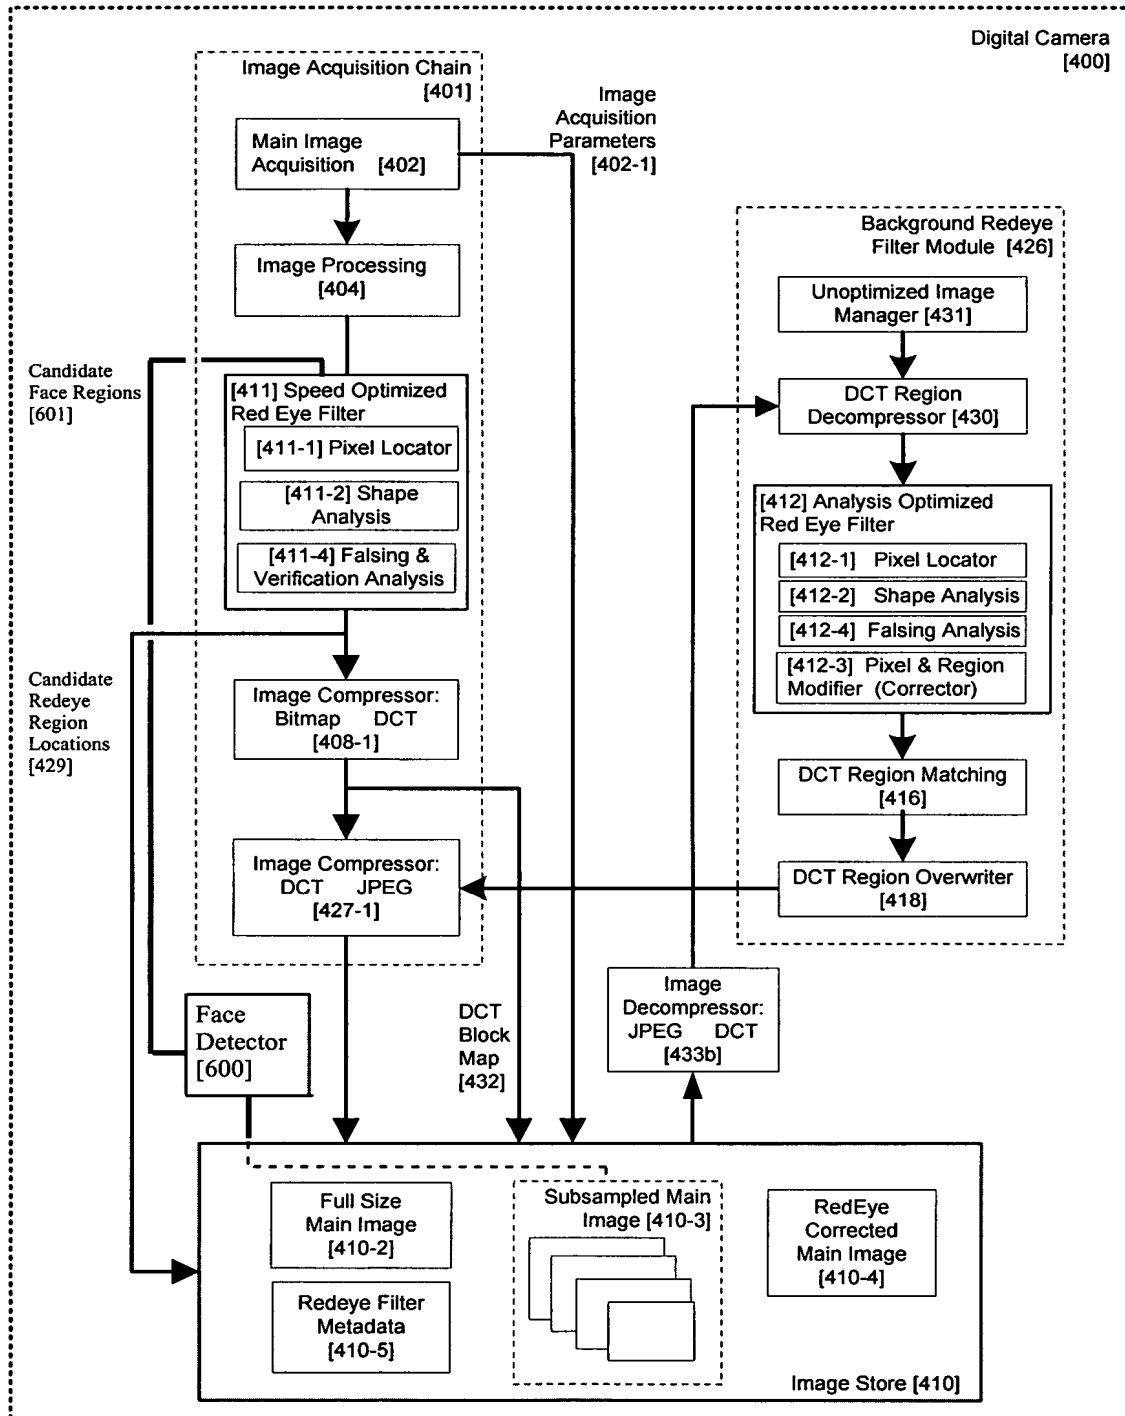 Digital Camera
[400]
Image Acquisition Chain
[401]
Image
Acquisition
Parameters
[402-1]
Main Image
Acquisition [402]
Image Processing
[404]
Candidate
Face Regions
[601]
[411] Speed Optimized
Red Eye Filter
[411-1] Pixel Locator
[411-2] Shape
Analysis
[411-4] Falsing &
Verification Analysis
Candidate
Redeye
Region
Locations
[429]
Image Compressor:
Bitmap DCT
[408-1]
Image Compressor:
DCT JPEG
[427-1]
Background Redeye
Filter Module [426]
Unoptimized Image
Manager [431]
DCT Region
Decompressor [430]
[412] Analysis Optimized
Red Eye Filter
[412-1] Pixel Locator
[412-2] Shape Analysis
[412-4] Falsing Analysis
[412-3] Pixel & Region
Modifier (Corrector)
DCT Region Matching
[416]
DCT Region Overwriter
[418]
Face
Detector
[600]
DCT
Block
Map
[432]
Image
Decompressor:
JPEG DCT
[433b]
Full Size
Main Image
[410-2]
Redeye Filter
Metadata
[410-5]
Subsampled Main
Image [410-3]
RedEye
Corrected
Main Image
[410-4]
Image Store [410]